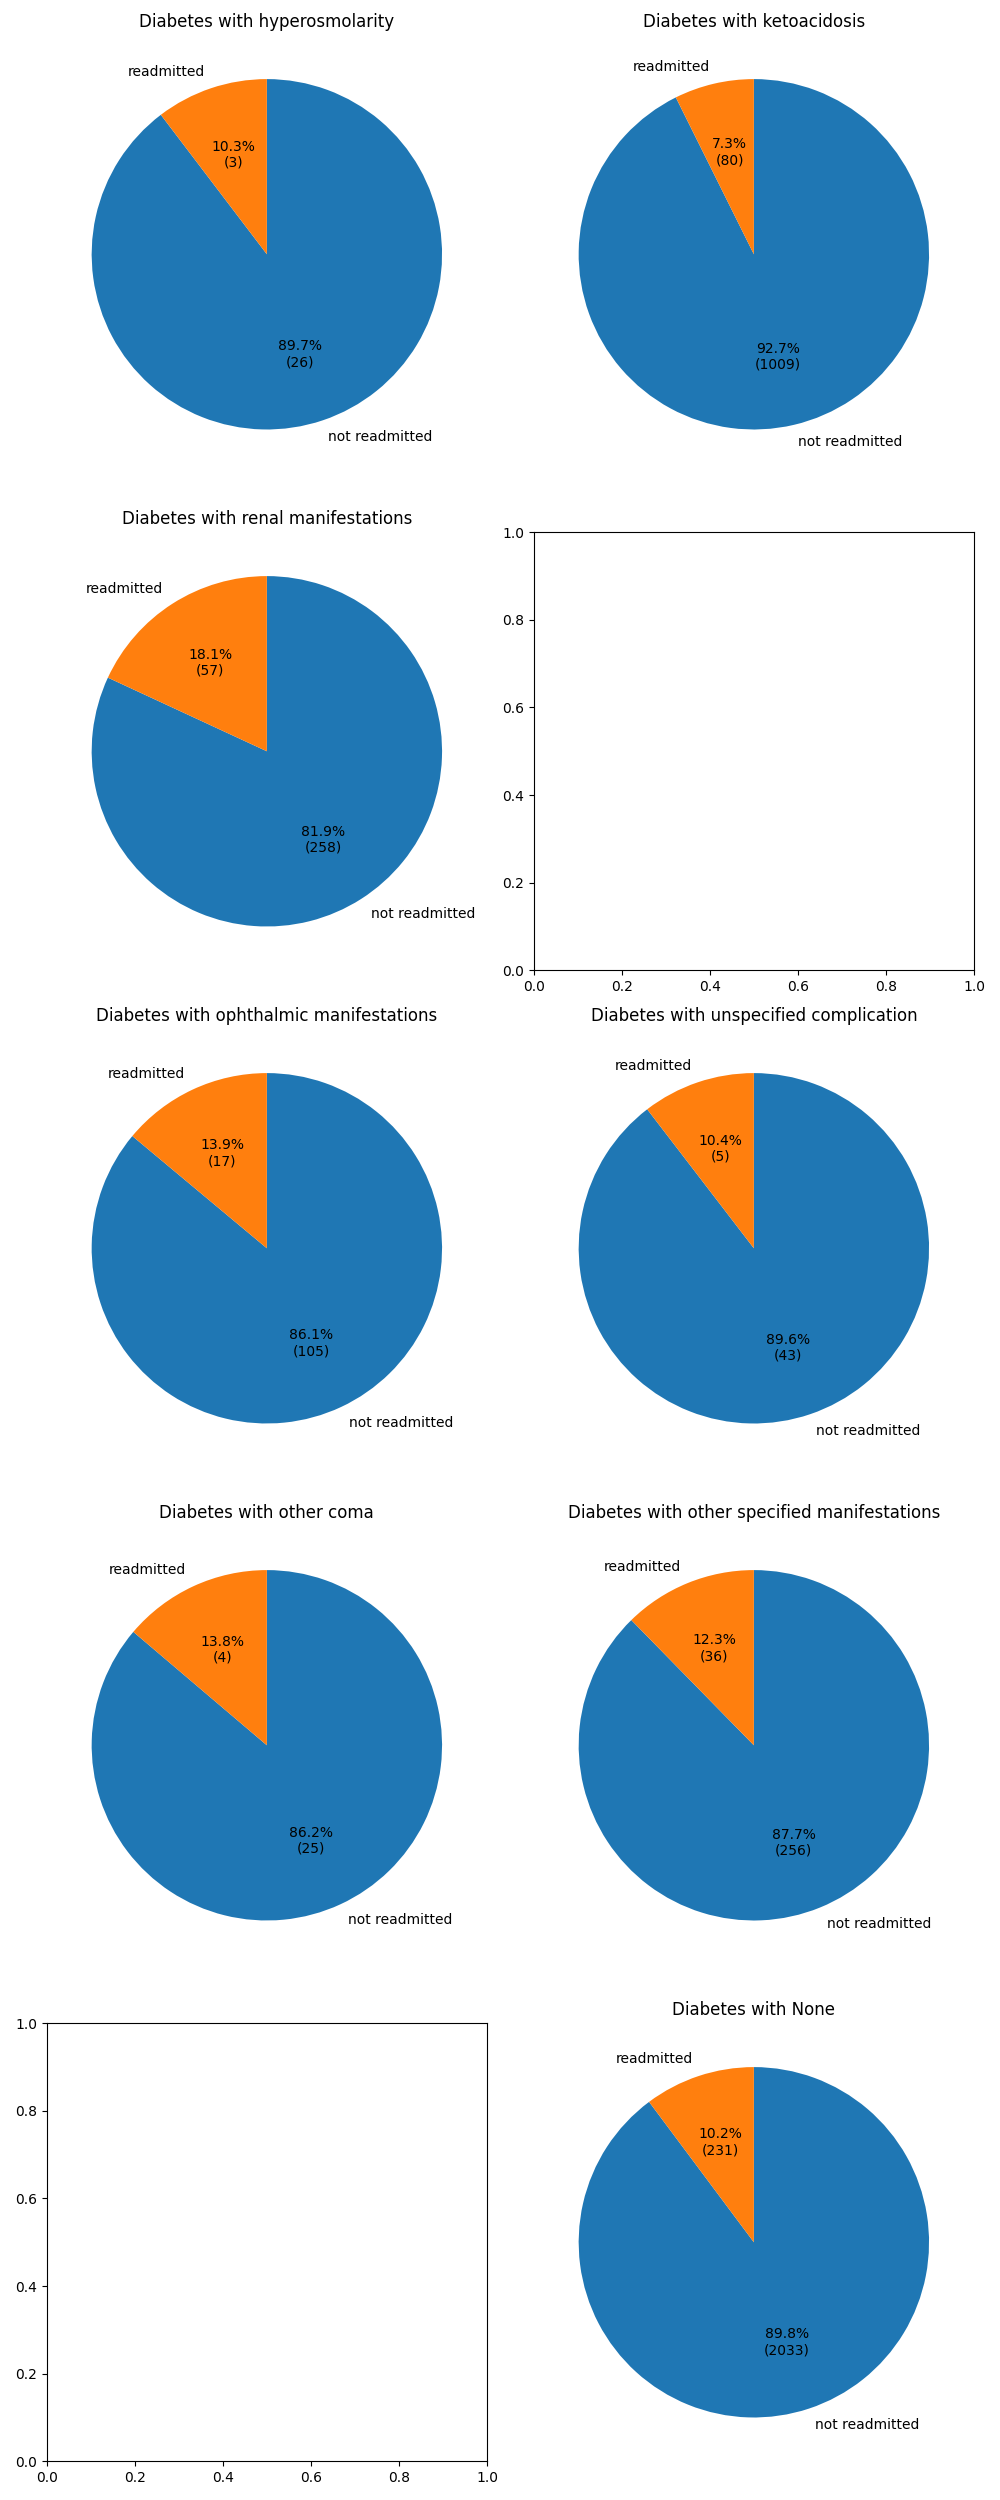 Diabetes with hyperosmolarity
readmitted
10.3%
(3)
89.7%
(26)
not readmitted
Diabetes with ketoacidosis
readmitted
7.3%
(80)
92.7%
(1009)
not readmitted
Diabetes with renal manifestations
readmitted
18.1%
(57)
81.9%
(258)
not readmitted
1.0
0.8
0.6
0.4
0.2
0.0
0.0 0.2 0.4 0.6 0.8 1.0
Diabetes with ophthalmic manifestations
readmitted
13.9%
(17)
86.1%
(105)
not readmitted
Diabetes with unspecified complication
readmitted
10.4%
(5)
89.6%
(43)
not readmitted
Diabetes with other coma
readmitted
13.8%
(4)
86.2%
(25)
not readmitted
Diabetes with other specified manifestations
readmitted
12.3%
(36)
87.7%
(256)
not readmitted
1.0
0.8
0.6
0.4
0.2
0.0
0.0 0.2 0.4 0.6 0.8 1.0
Diabetes with None
readmitted
10.2%
(231)
89.8%
(2033)
not readmitted